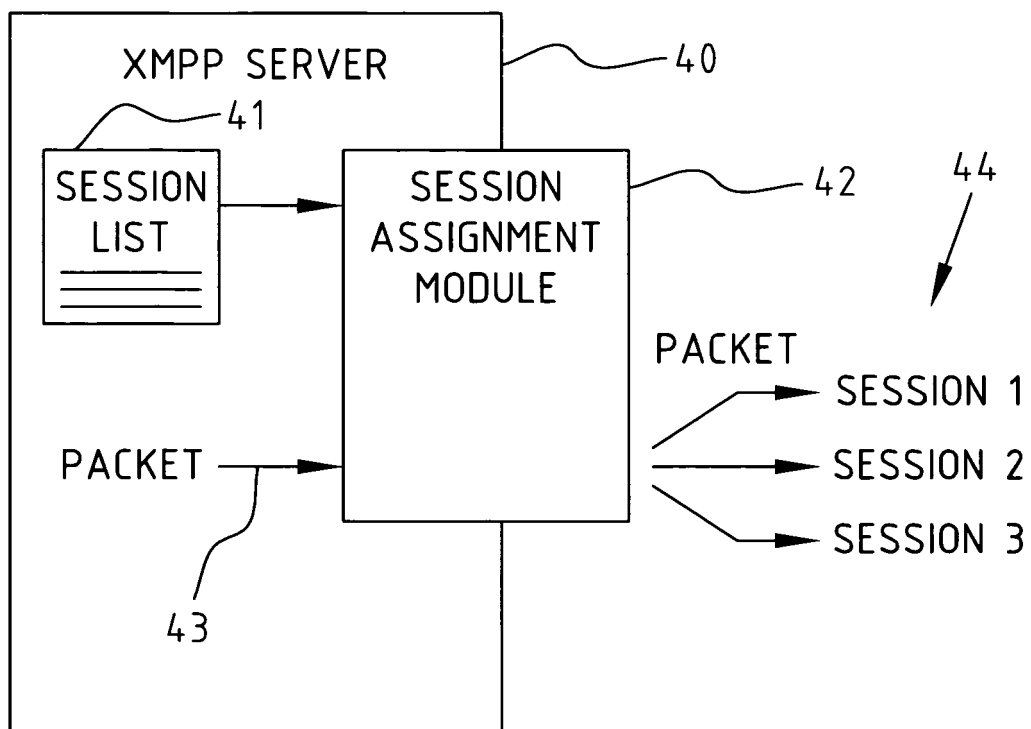 XMPP SERVER
40
41
SESSION
LIST
SESSION
ASSIGNMENT
MODULE
42
44
PACKET
SESSION 1
PACKET
SESSION 2
SESSION 3
43